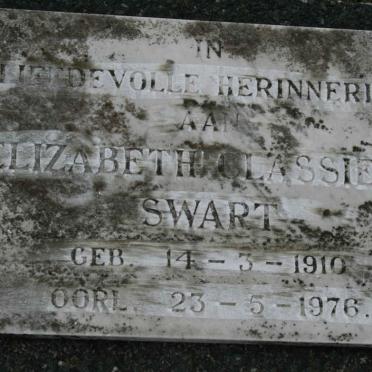 IN
LIEFDEVOLLE HERINNERI
AAN
ELIZABETH CLASSIE
SWART
GEB 14 - 3 - 1910
OORL. 23 - 5 - 1976.